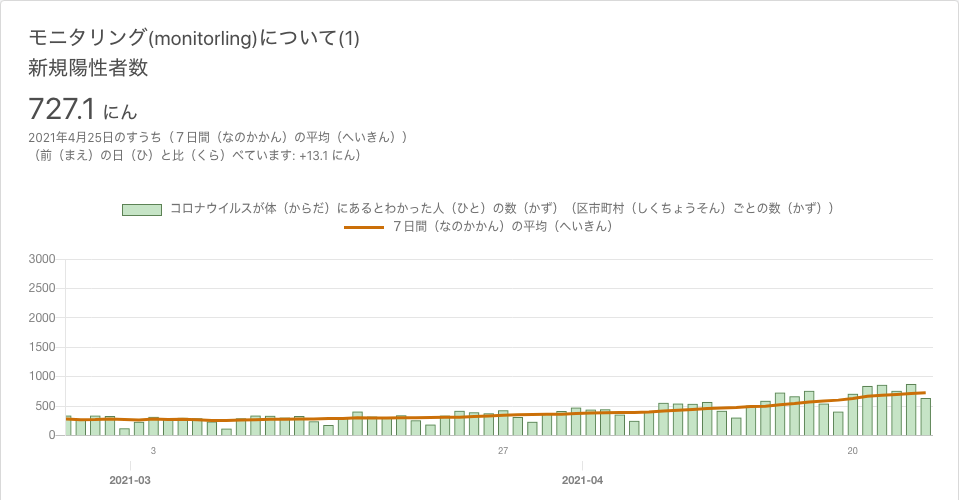 モニタリング(monitorling)について(1)
新規陽性者数
727.1 にん
2021年4月25日のすうち（７日間（なのかかん）の平均（へいきん））
（前（まえ）の日（ひ）と比（くら）べています: +13.1 にん）
コロナウイルスが体（からだ）にあるとわかった人（ひと）の数（かず）（区市町村（しくちょうそん）ごとの数（かず））
７日間（なのかかん）の平均（へいきん）
3000
2500
2000
1500
1000
500
0
3 27 20
2021-03 2021-04